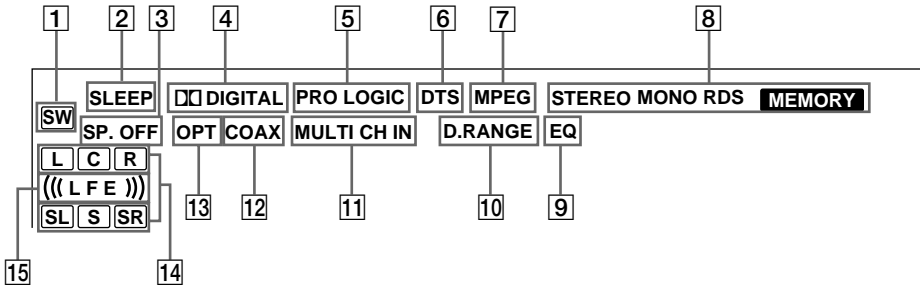 1 2 3 4 5 6 7 8
SLEEP DIGITAL PRO LOGIC DTS MPEG STEREO MONO RDS MEMORY
SW
SP. OFF OPT COAX MULTI CH IN D.RANGE EQ
L C R
((( L F E )))
SL S SR
13 12 11 10 9
15 14